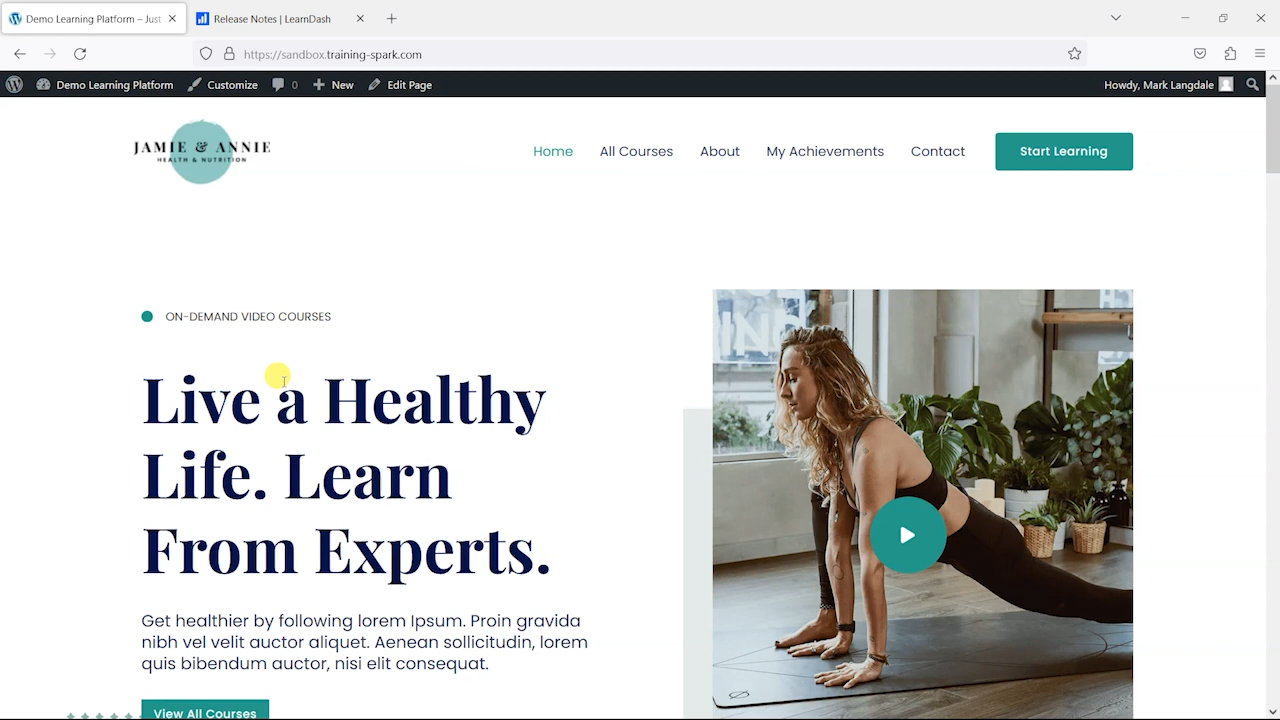 Demo Learning Platform – Just
Release Notes | LearnDash
https://sandbox.training-spark.com
Demo Learning Platform
Customize
0
New
Edit Page
Howdy, Mark Langdale
JAMIE & ANNIE
HEALTH & NUTRITION
Home
All Courses
About
My Achievements
Contact
Start Learning
ON-DEMAND VIDEO COURSES
Live a Healthy
Life. Learn
From Experts.
Get healthier by following lorem Ipsum. Proin gravida
nibh vel velit auctor aliquet. Aenean sollicitudin, lorem
quis bibendum auctor, nisi elit consequat.
View All Courses